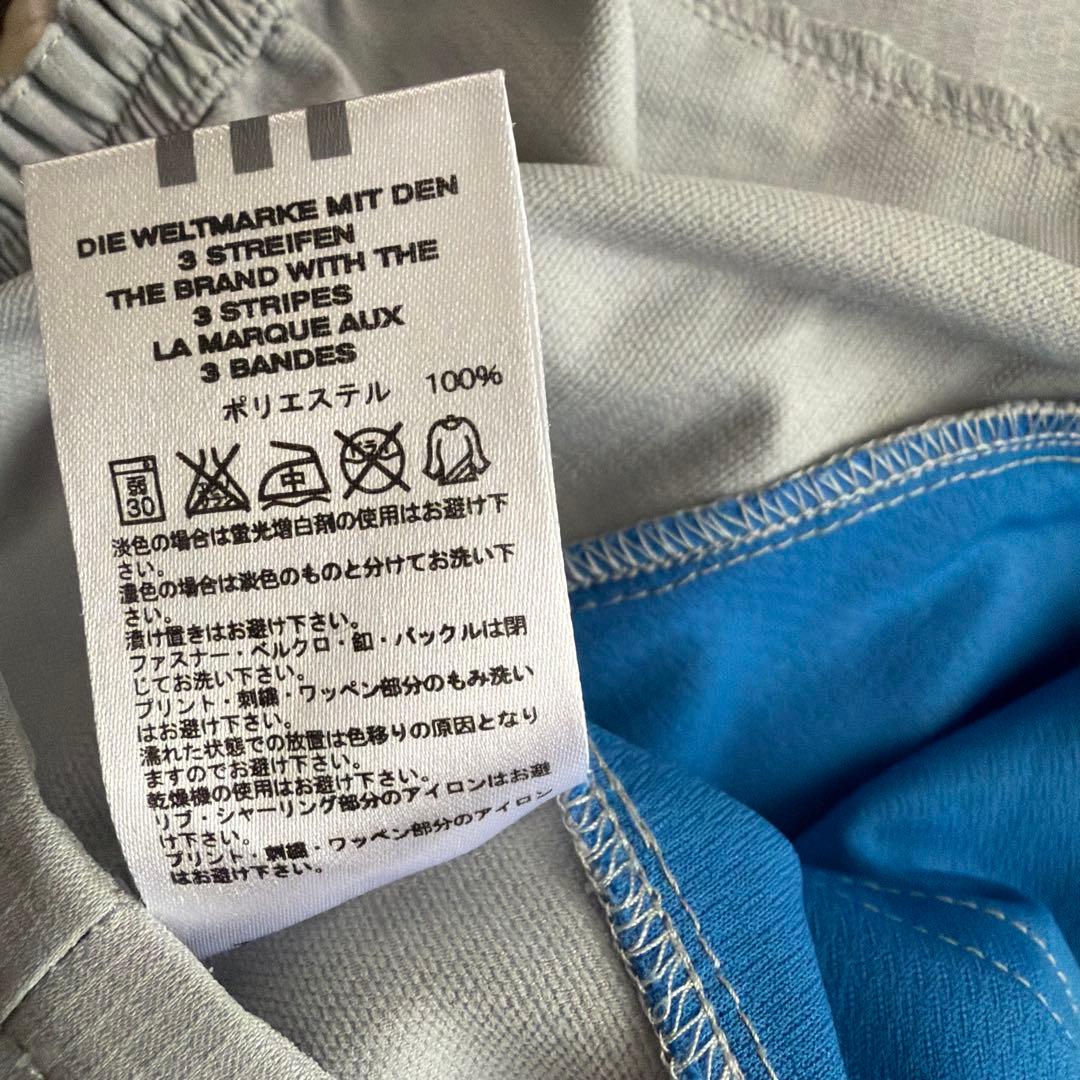 DIE WELTMARKE MIT DEN
3 STREIFEN
THE BRAND WITH THE
3 STRIPES
LA MARQUE AUX
3 BANDES
ポリエステル 100%
弱 30 エンソサラシ 中 ドライ
淡色の場合は蛍光増白剤の使用はお避け下
さい。
濃色の場合は淡色のものと分けてお洗い下
さい。
漬け置きはお避け下さい。
ファスナー・ベルクロ・釦・バックルは閉
じてお洗い下さい。
プリント・刺繍・ワッペン部分のもみ洗い
はお避け下さい。
濡れた状態での放置は色移りの原因となり
ますのでお避け下さい。
乾燥機の使用はお避け下さい。
リブ・シャーリング部分のアイロンはお避
け下さい。
プリント・刺繍・ワッペン部分のアイロン
はお避け下さい。